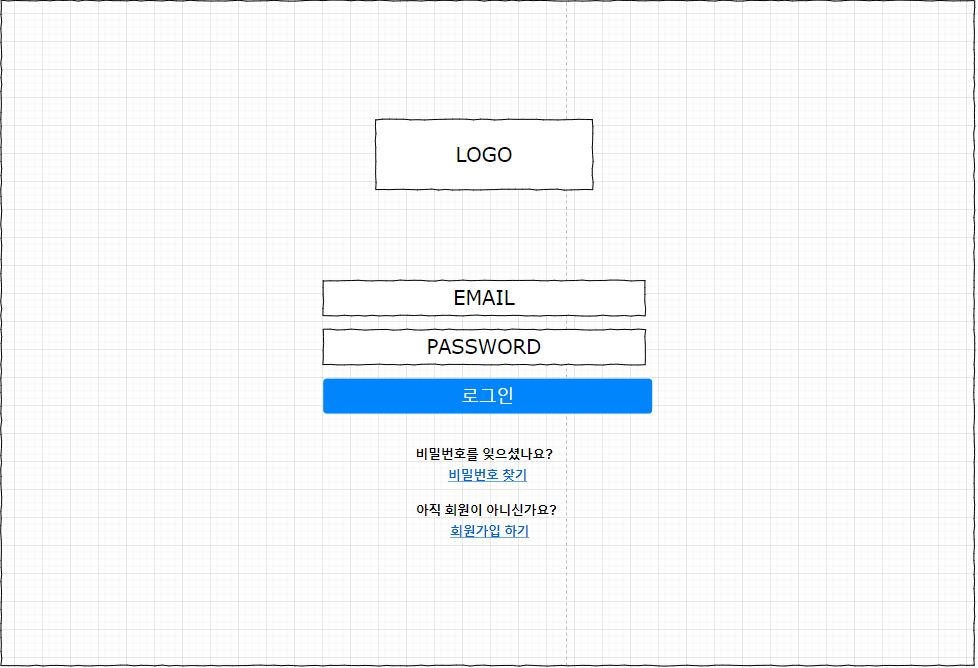 LOGO
EMAIL
PASSWORD
로그인
비밀번호를 잊으셨나요?
비밀번호 찾기
아직 회원이 아니신가요?
회원가입 하기